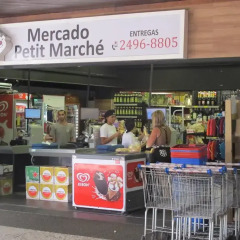 Mercado
Petit Marché
ENTREGAS
2496-8805